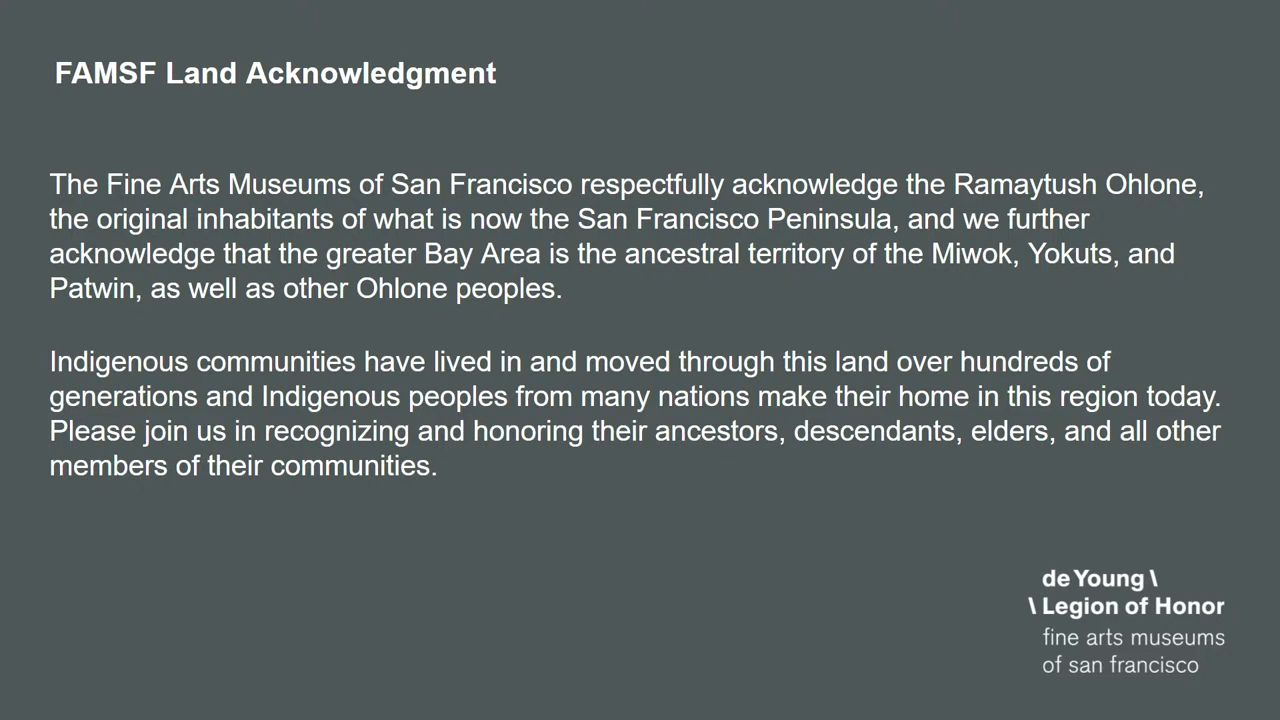 FAMSF Land Acknowledgment
The Fine Arts Museums of San Francisco respectfully acknowledge the Ramaytush Ohlone,
the original inhabitants of what is now the San Francisco Peninsula, and we further
acknowledge that the greater Bay Area is the ancestral territory of the Miwok, Yokuts, and
Patwin, as well as other Ohlone peoples.
Indigenous communities have lived in and moved through this land over hundreds of
generations and Indigenous peoples from many nations make their home in this region today.
Please join us in recognizing and honoring their ancestors, descendants, elders, and all other
members of their communities.
de Young \
\ Legion of Honor
fine arts museums
of san francisco